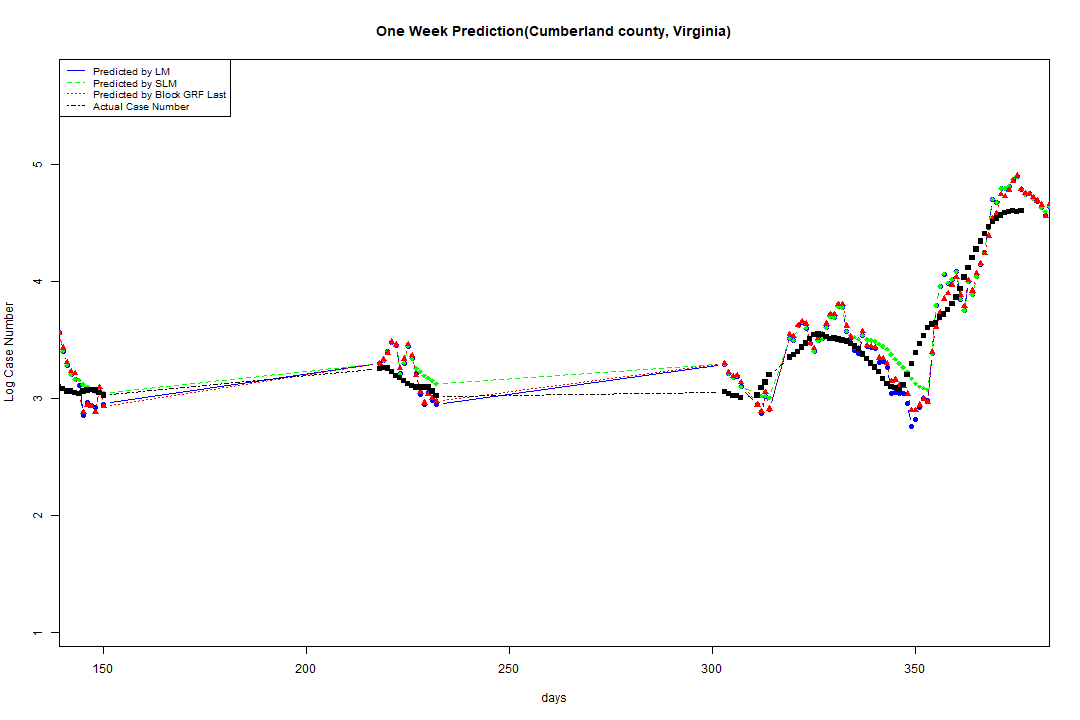 One Week Prediction(Cumberland county, Virginia)
Predicted by LM
Predicted by SLM
Predicted by Block GRF Last
Actual Case Number
5
4
3
2
1
Log Case Number
150 200 250 300 350
days